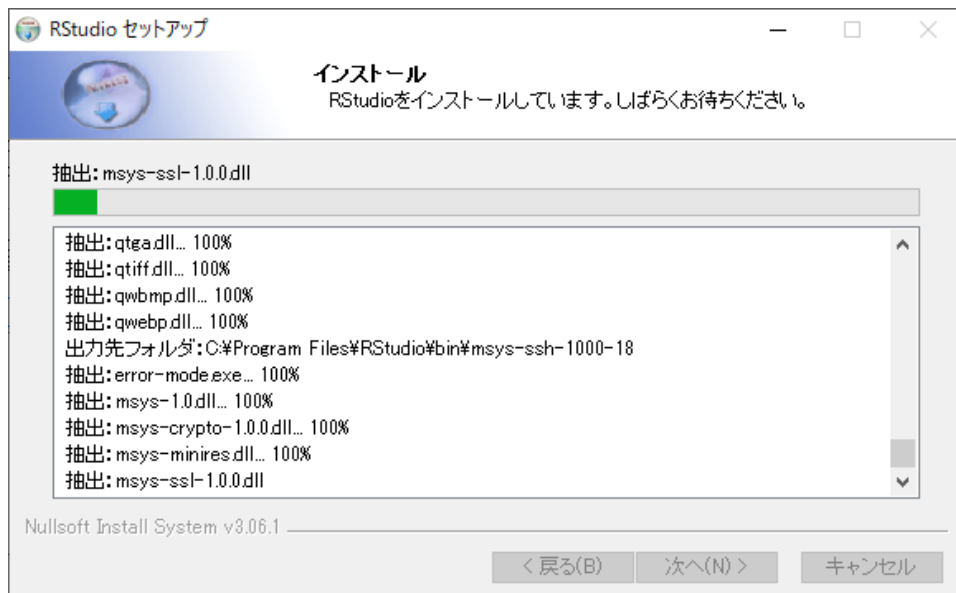 RStudio セットアップ
インストール
RStudioをインストールしています。しばらくお待ちください。
抽出: msys-ssl-1.0.0.dll
抽出: qtga.dll... 100%
抽出: qtiff.dll... 100%
抽出: qwbmp.dll... 100%
抽出: qwebp.dll... 100%
出力先フォルダ: C:¥Program Files¥RStudio¥bin¥msys-ssh-1000-18
抽出: error-mode.exe... 100%
抽出: msys-1.0.dll... 100%
抽出: msys-crypto-1.0.0.dll... 100%
抽出: msys-minires.dll... 100%
抽出: msys-ssl-1.0.0.dll
Nullsoft Install System v3.06.1
< 戻る(B)
次へ(N) >
キャンセル